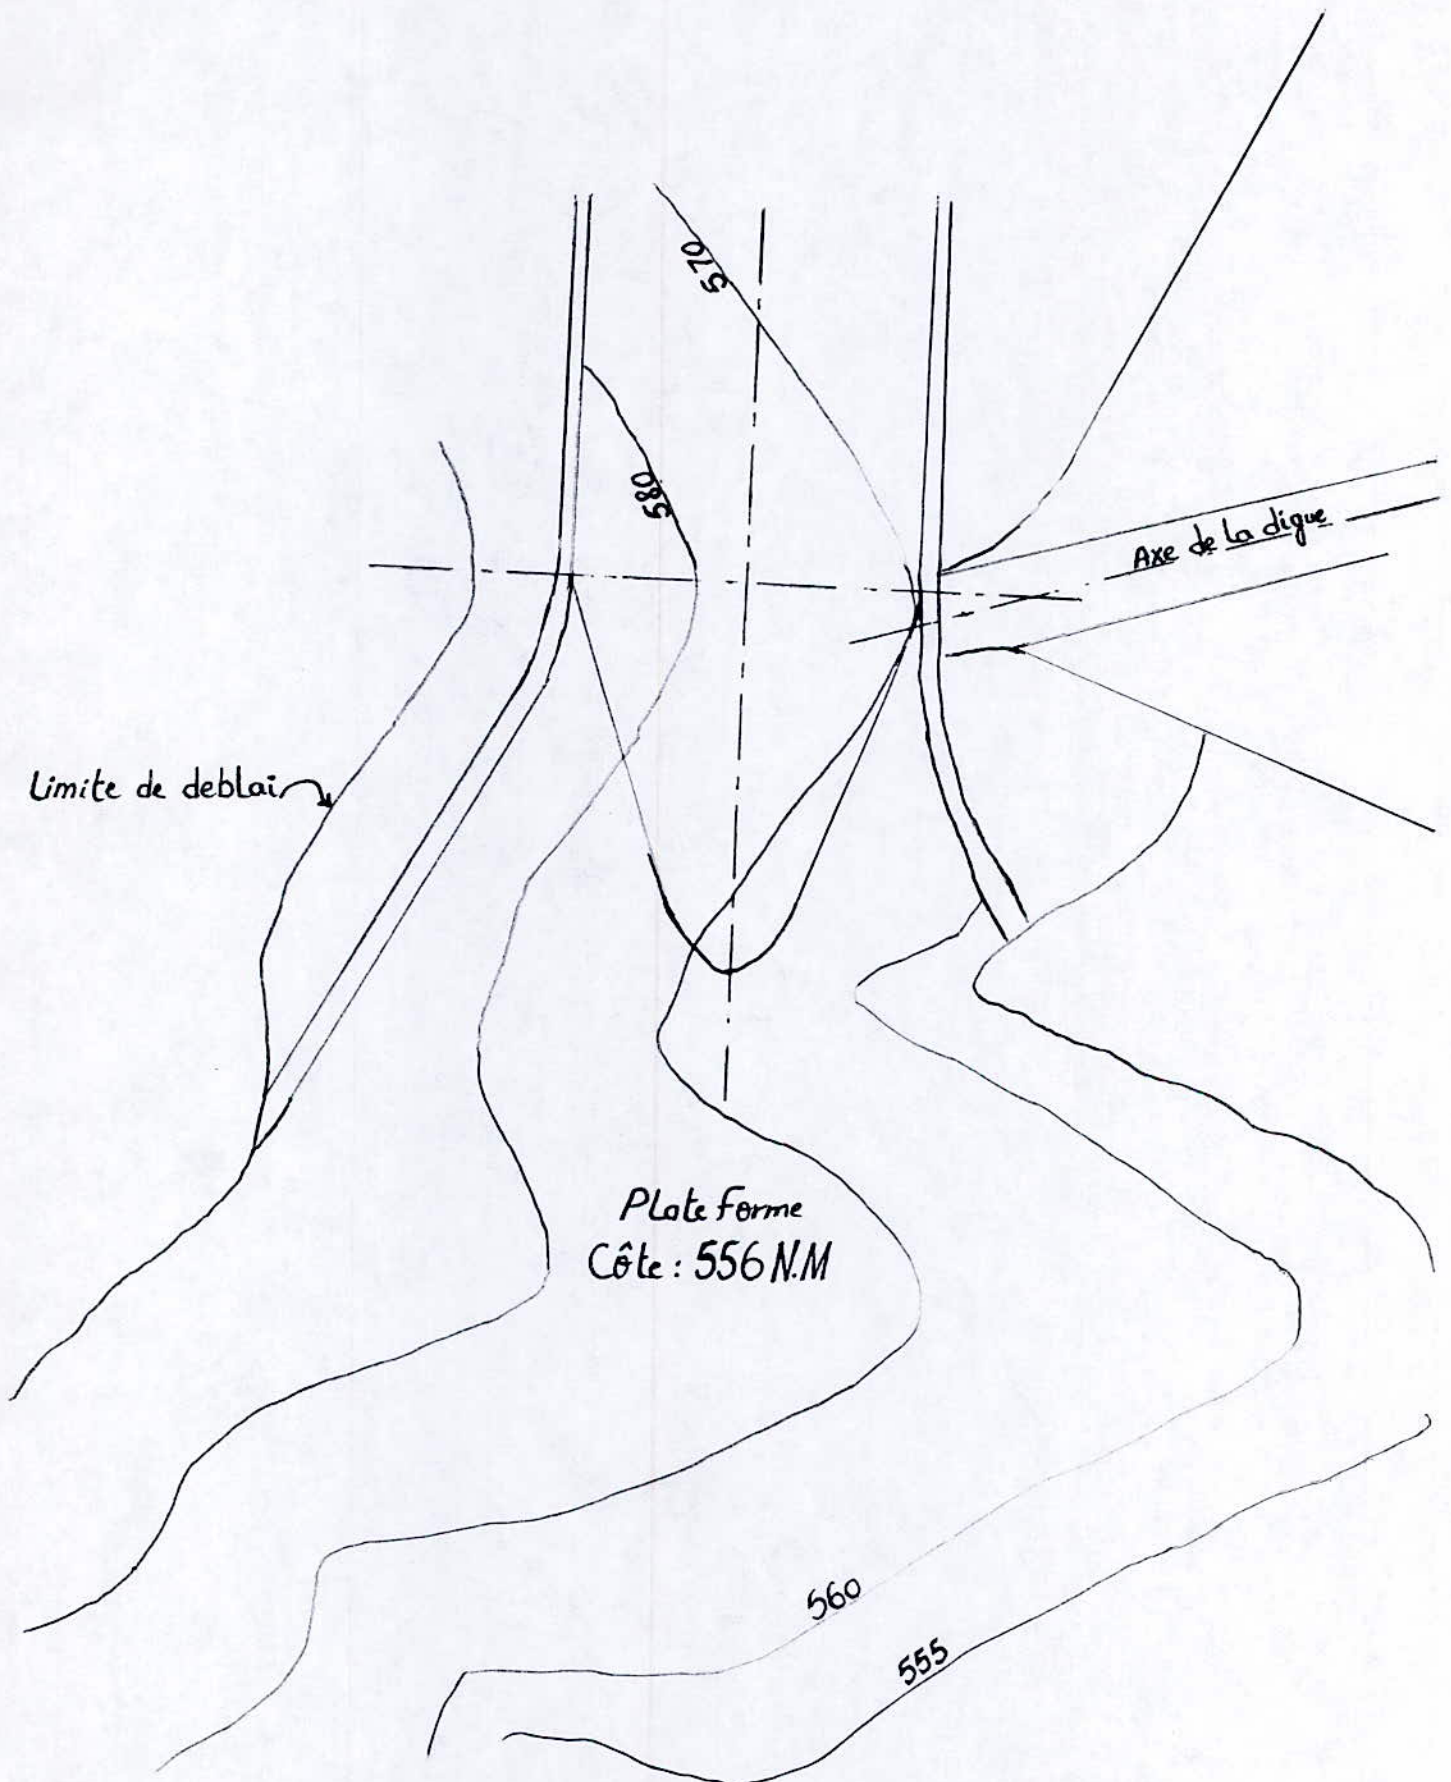 570
580
Axe de la digue
Limite de deblai
Plate forme
Côte : 556 N.M
560
555